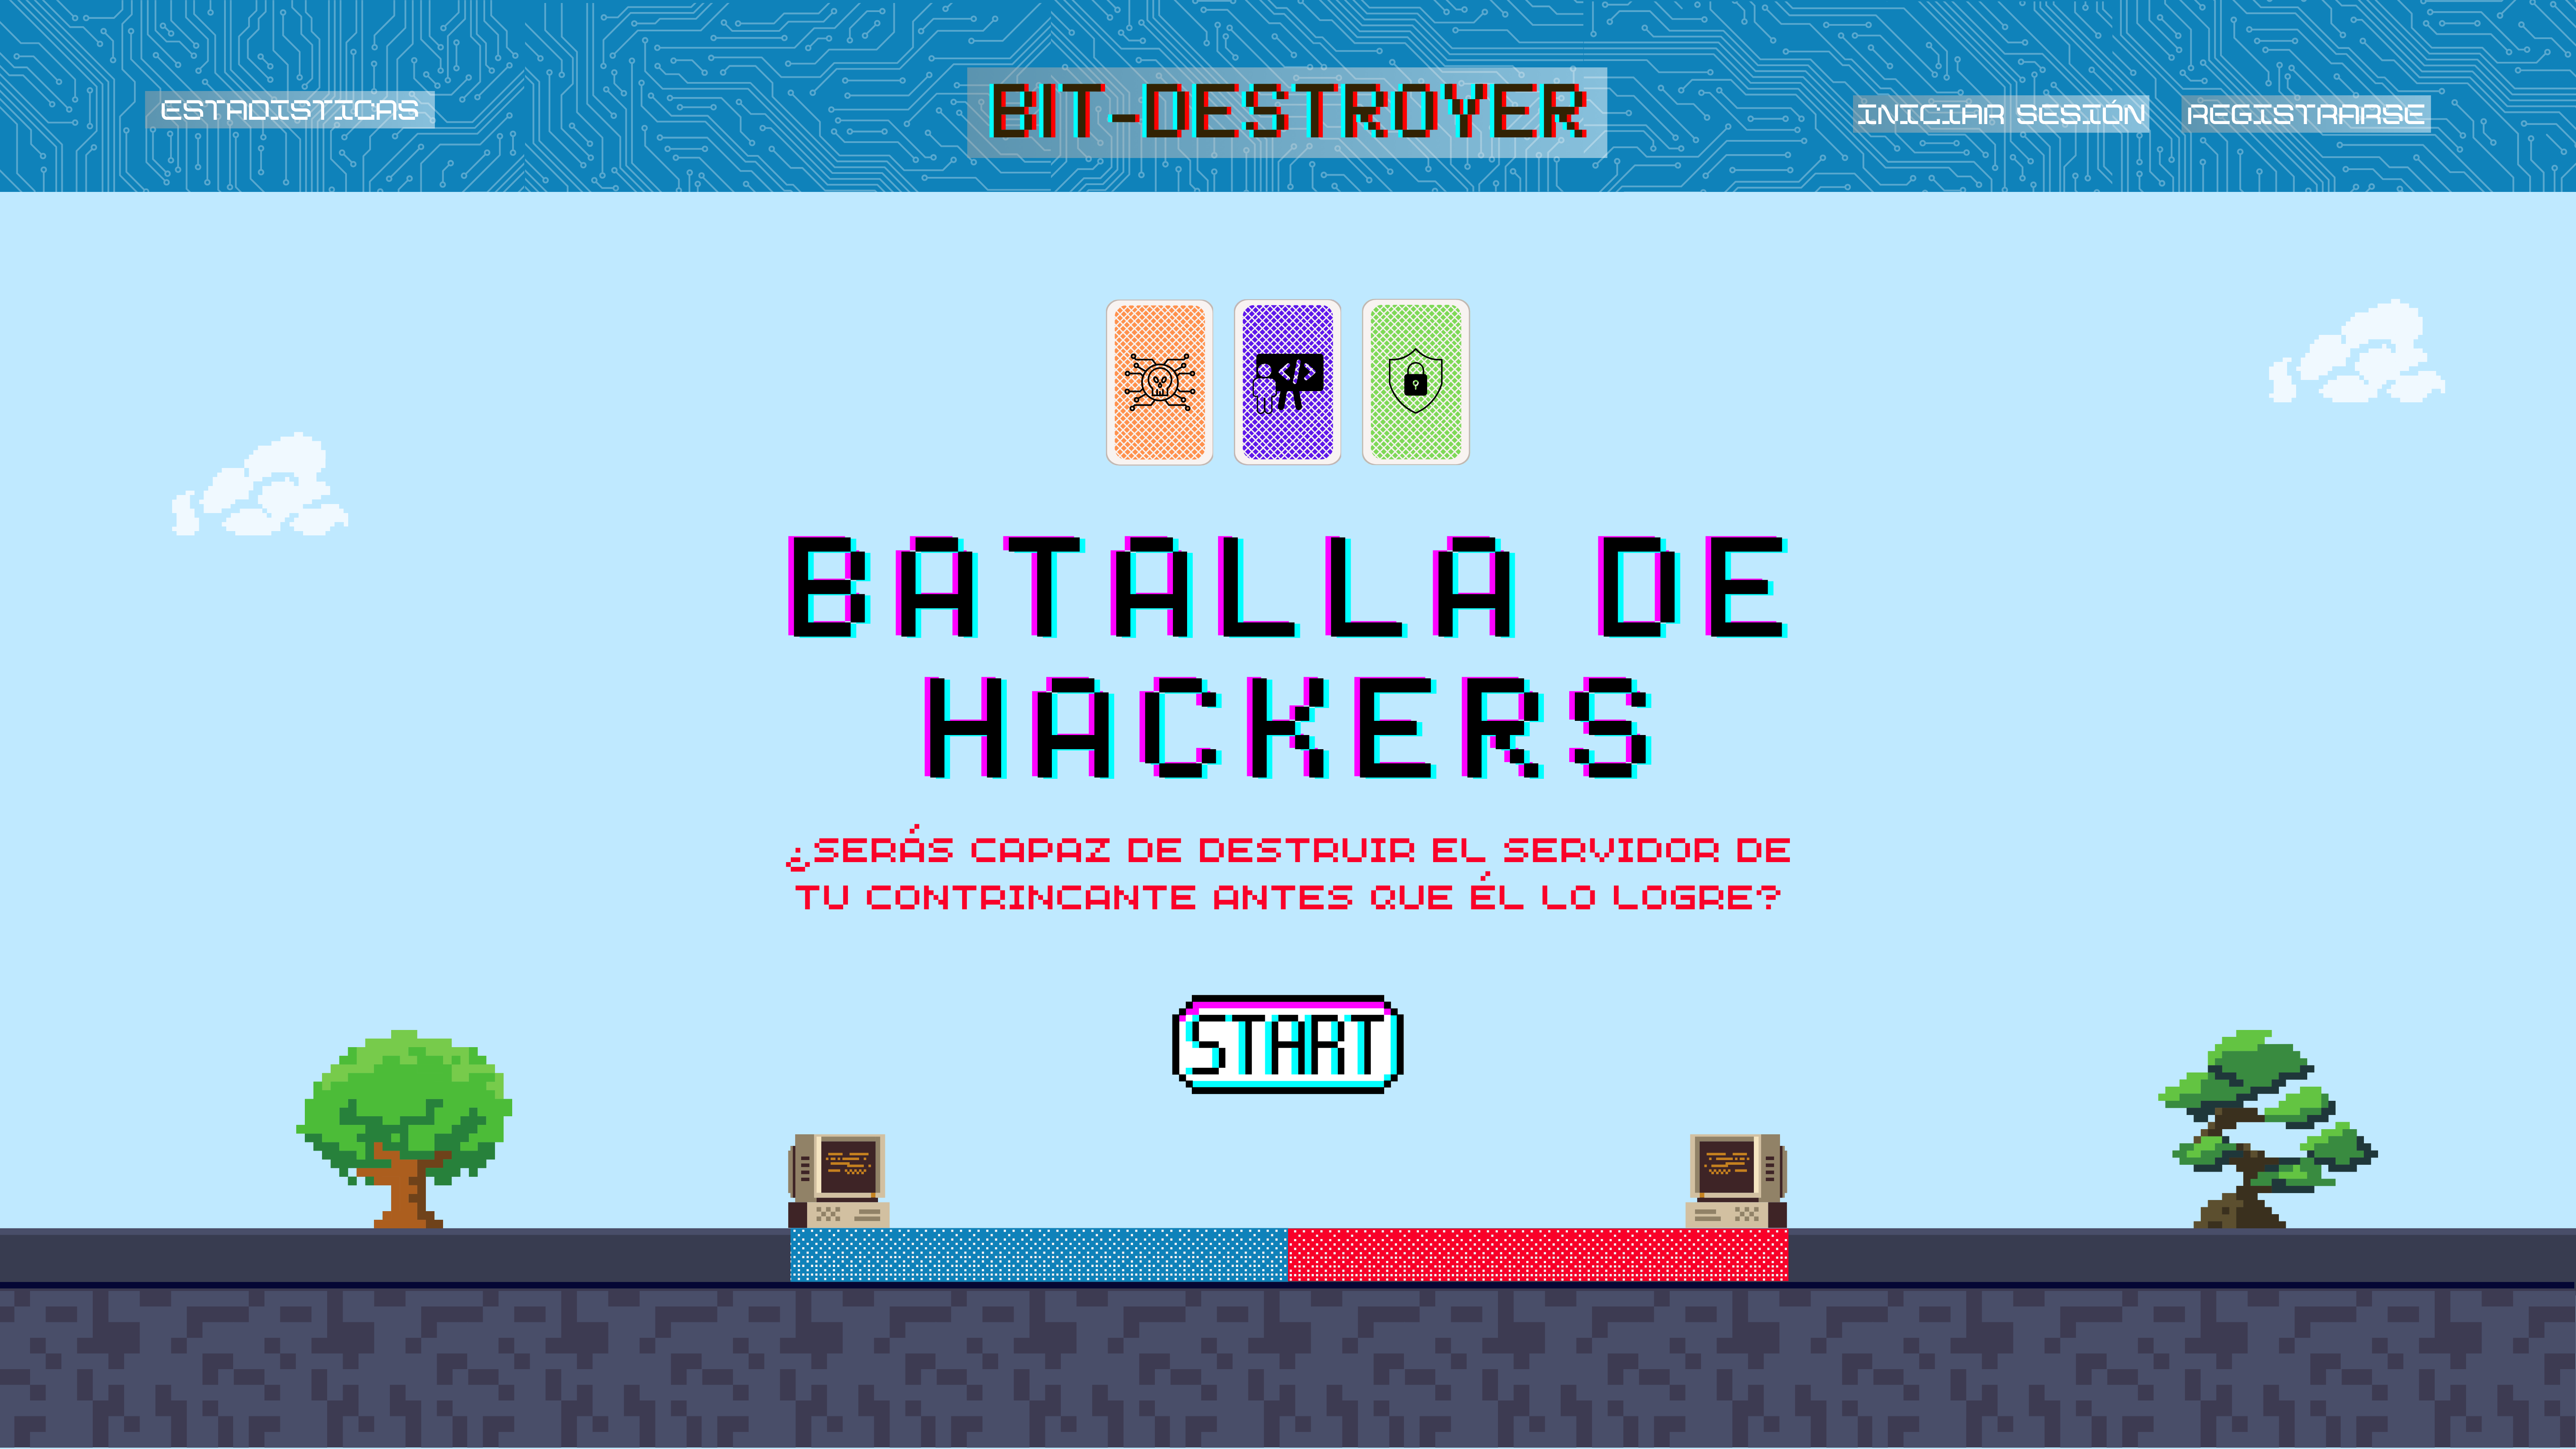 ESTADISTICAS
BIT-DESTROYER
INICIAR SESIÓN
REGISTRARSE
</>
BATALLA DE
HACKERS
¿SERÁS CAPAZ DE DESTRUIR EL SERVIDOR DE
TU CONTRINCANTE ANTES QUE ÉL LO LOGRE?
START